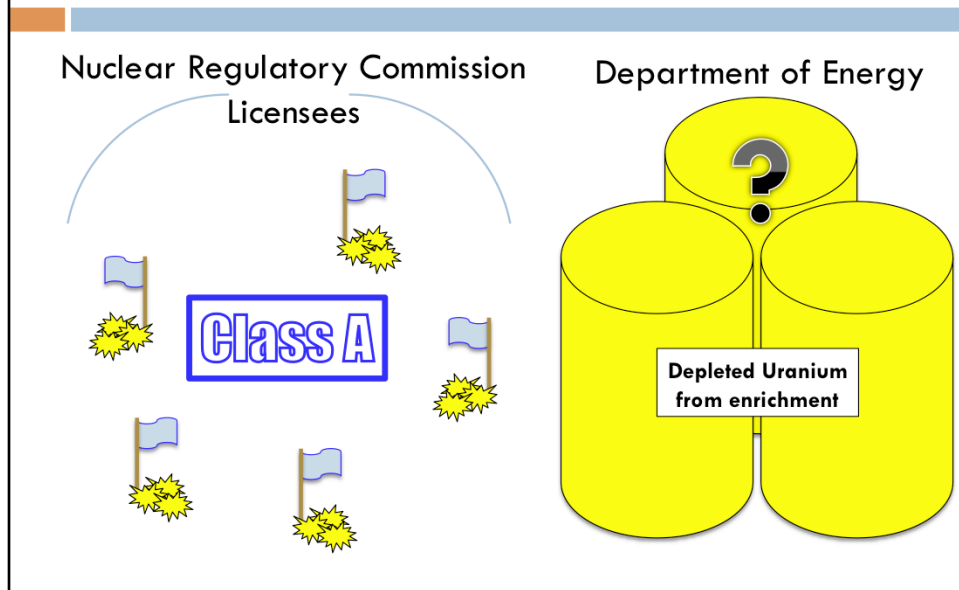 Nuclear Regulatory Commission
Licensees
Class A
Department of Energy
?
Depleted Uranium
from enrichment